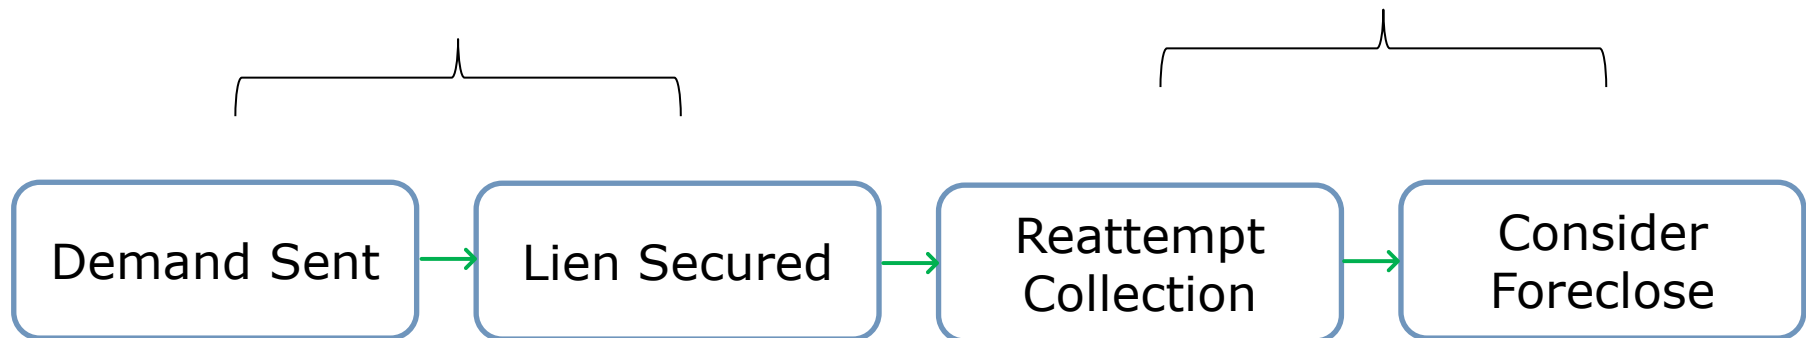 Demand Sent
Lien Secured
Reattempt
Collection
Consider
Foreclose